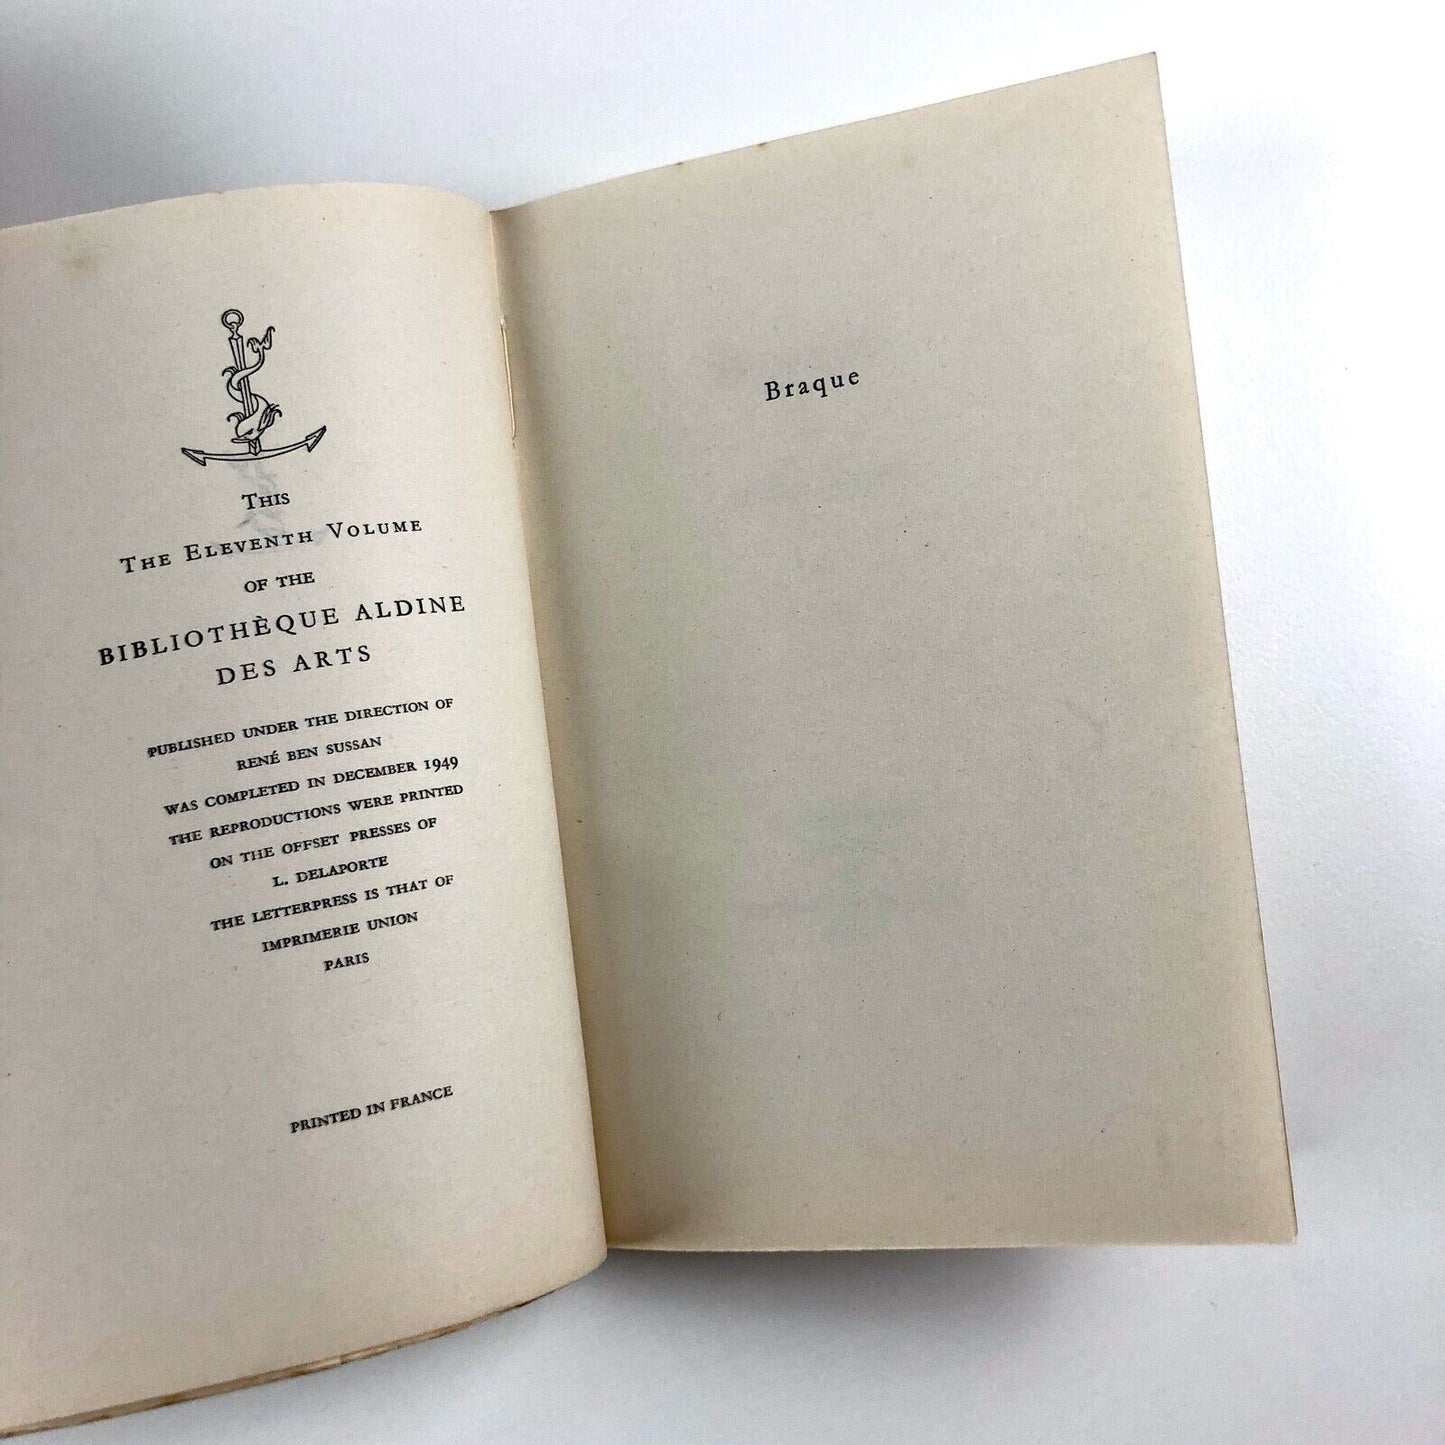 THIS
THE ELEVENTH VOLUME
OF THE
BIBLIOTHÈQUE ALDINE
DES ARTS
PUBLISHED UNDER THE DIRECTION OF
RENÉ BEN SUSSAN
WAS COMPLETED IN DECEMBER 1949
THE REPRODUCTIONS WERE PRINTED
ON THE OFFSET PRESSES OF
L. DELAPORTE
THE LETTERPRESS IS THAT OF
IMPRIMERIE UNION
PARIS
PRINTED IN FRANCE
Braque